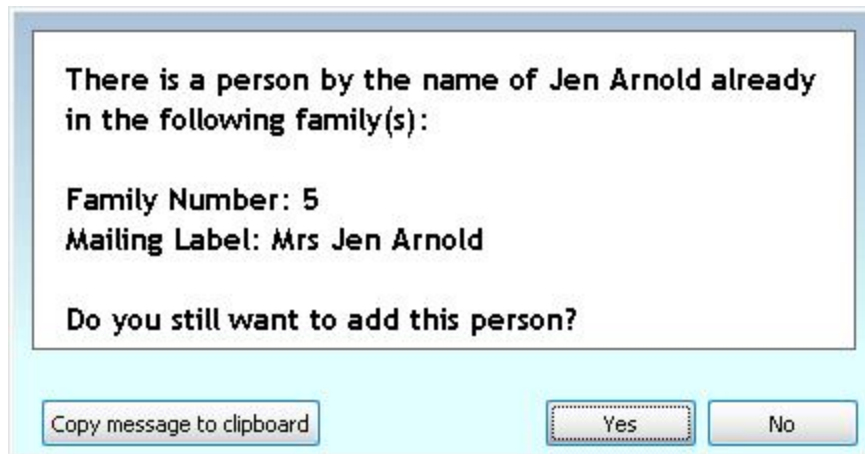 There is a person by the name of Jen Arnold already
in the following family(s):
Family Number: 5
Mailing Label: Mrs Jen Arnold
Do you still want to add this person?
Copy message to clipboard
Yes
No